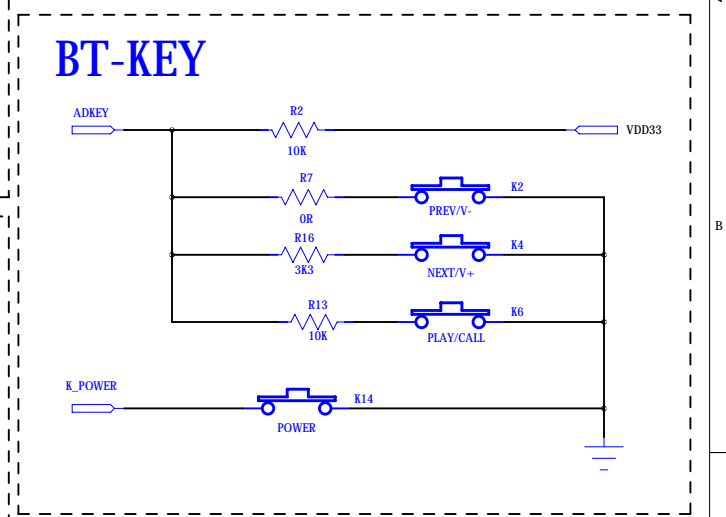 BT-KEY
ADKEY
R2
10K
VDD33
R7
0R
K2
PREV/V-
R16
3K3
K4
NEXT/V+
R13
10K
K6
PLAY/CALL
K_POWER
K14
POWER
B